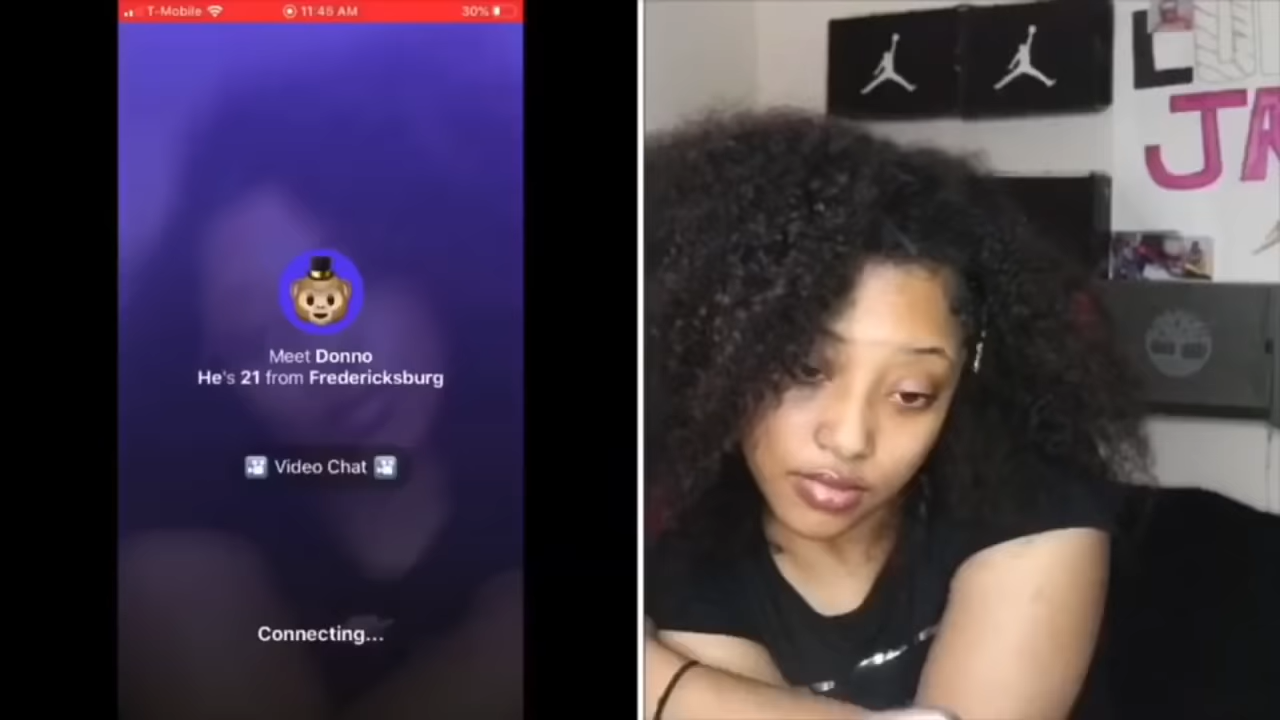 T-Mobile
11:45 AM
30%
Meet Donno
He's 21 from Fredericksburg
Video Chat
Connecting...
JA